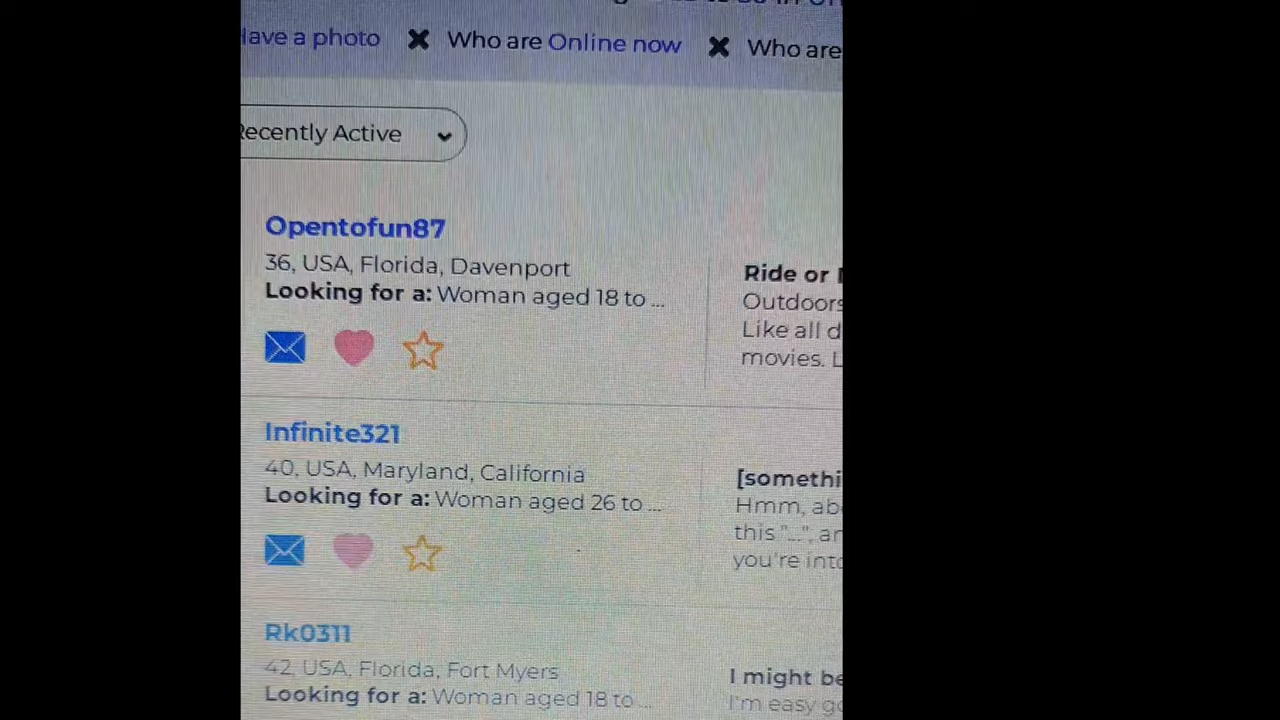 ave a photo ✖ Who are Online now ✖ Who are
Recently Active
Opentofun87
36, USA, Florida, Davenport
Looking for a: Woman aged 18 to ...
Ride or
Outdoors
Like all d
movies. L
Infinite321
40, USA, Maryland, California
Looking for a: Woman aged 26 to ...
[somethi
Hmm, ab
this "...", ar
you're into
Rk0311
42, USA, Florida, Fort Myers
Looking for a: Woman aged 18 to ...
I might be
I'm easy go